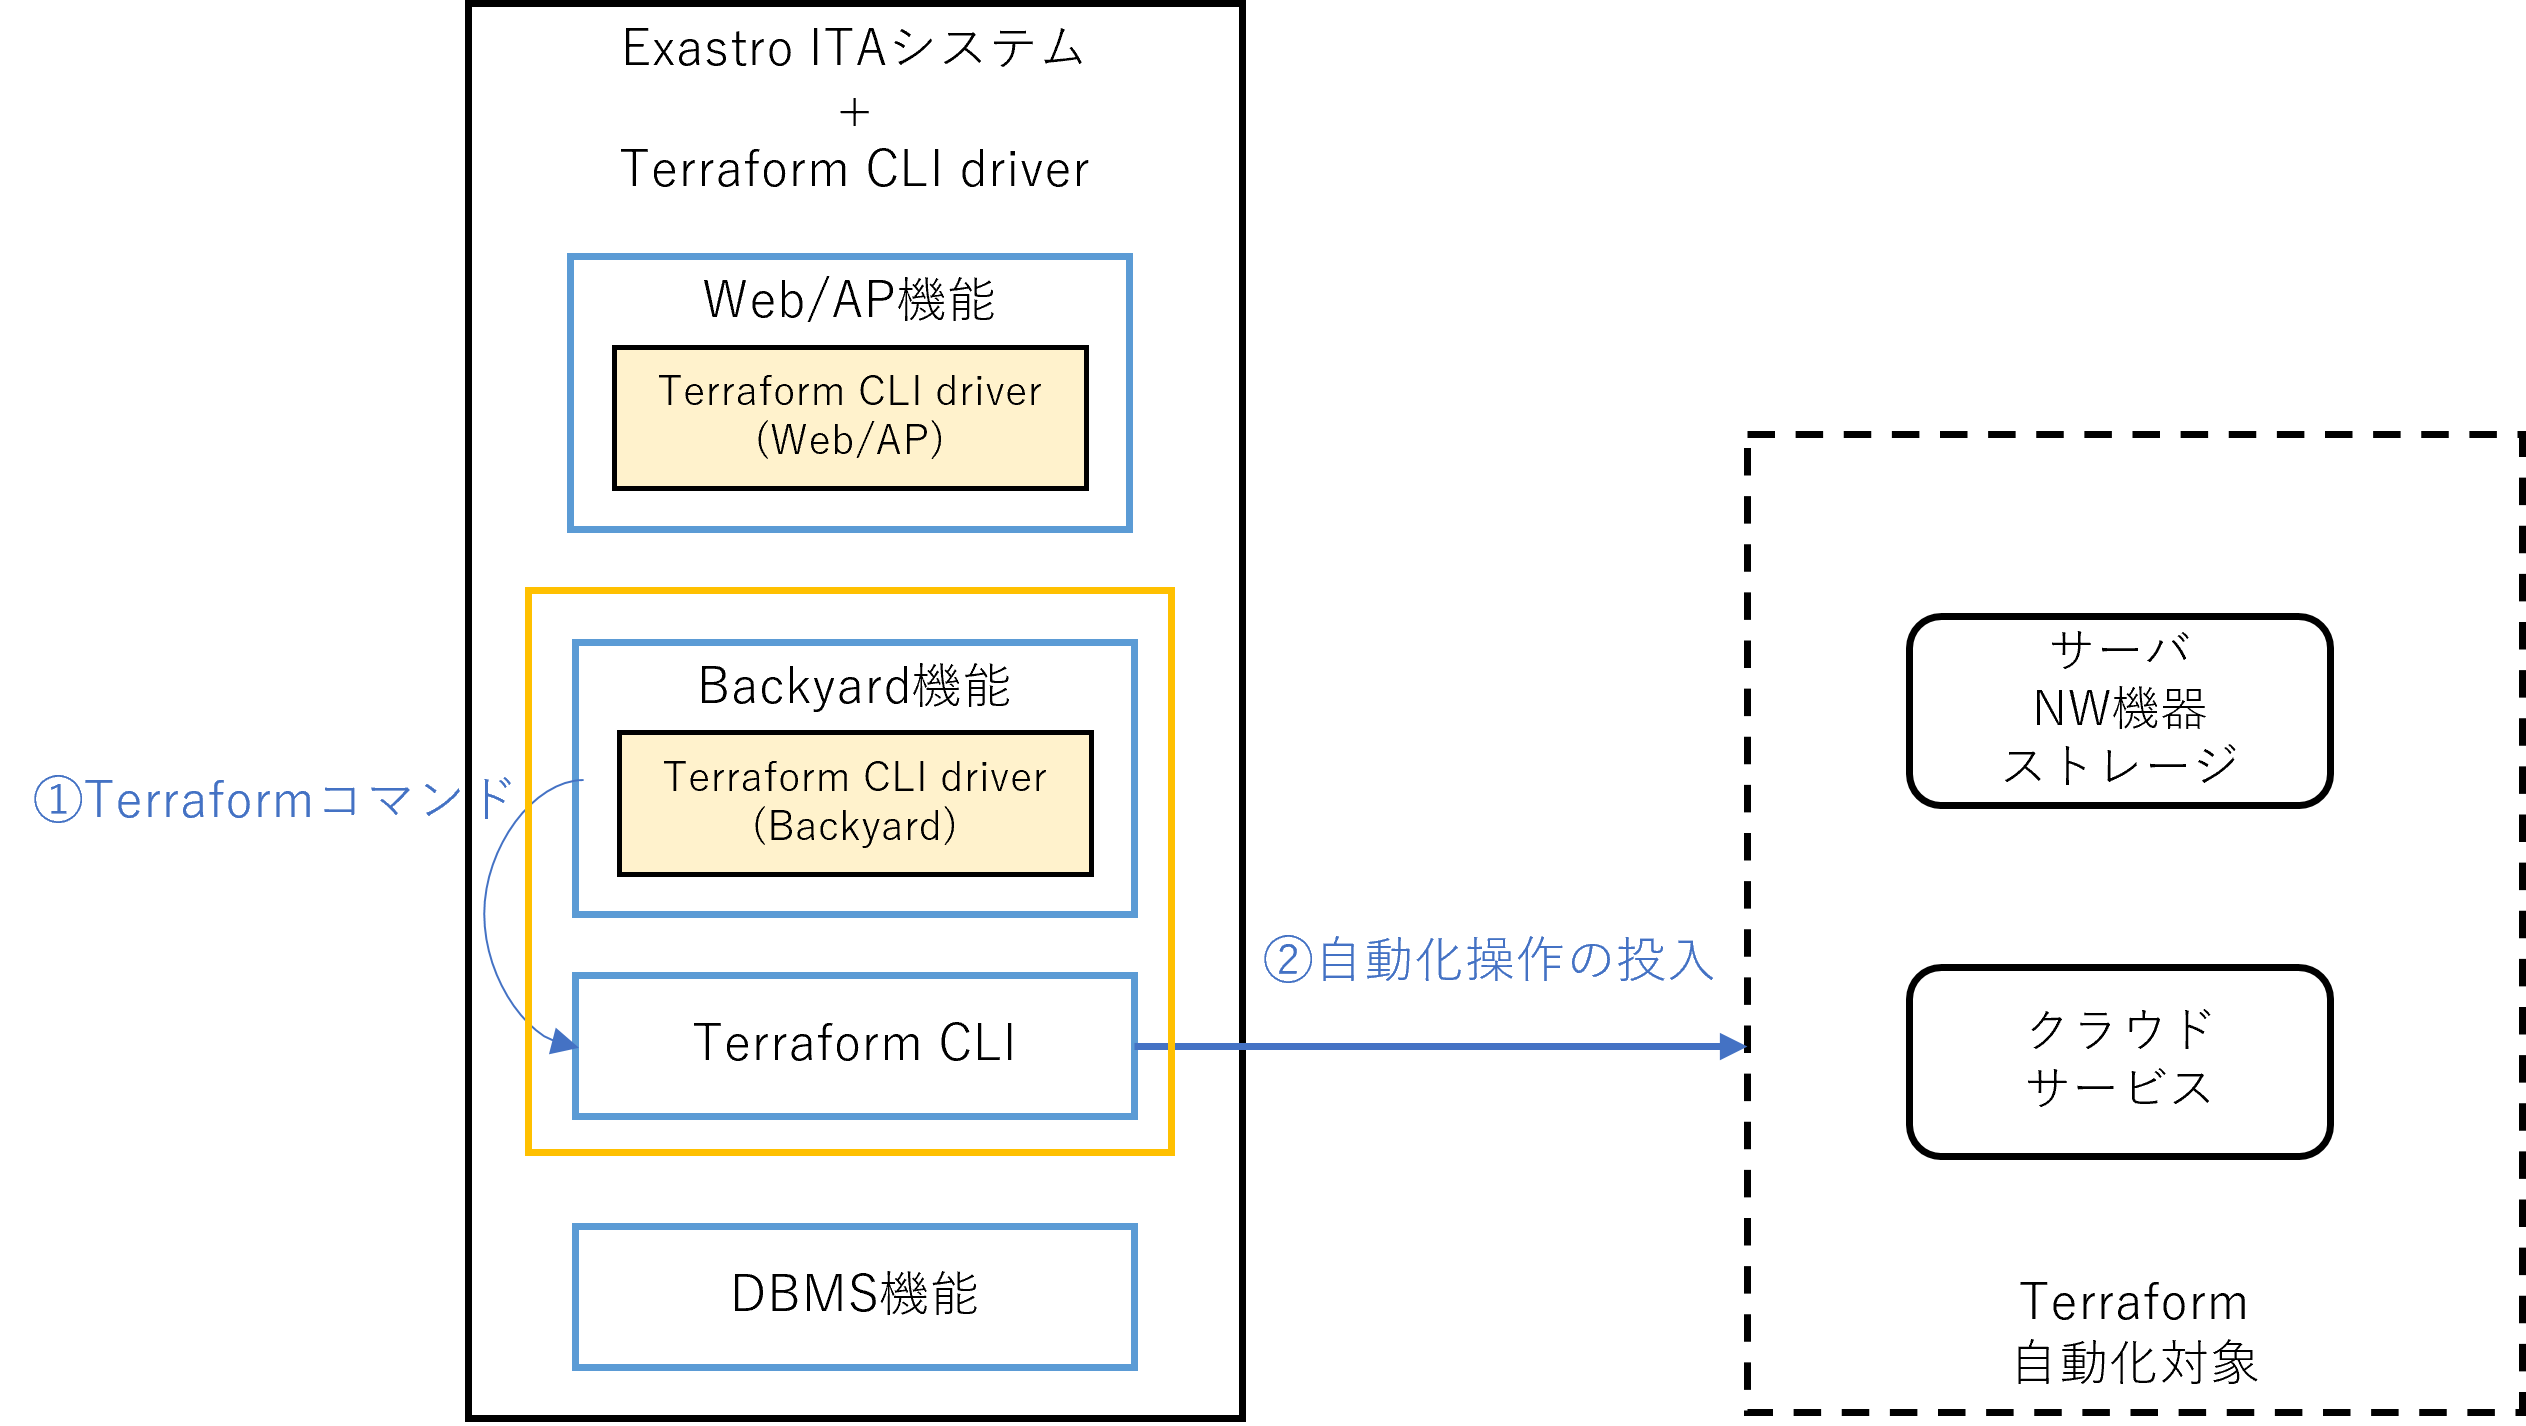 Exastro ITAシステム
+
Terraform CLI driver
Web/AP機能
Terraform CLI driver
(Web/AP)
Backyard機能
Terraform CLI driver
(Backyard)
①Terraformコマンド
Terraform CLI
DBMS機能
②自動化操作の投入
サーバ
NW機器
ストレージ
クラウド
サービス
Terraform
自動化対象